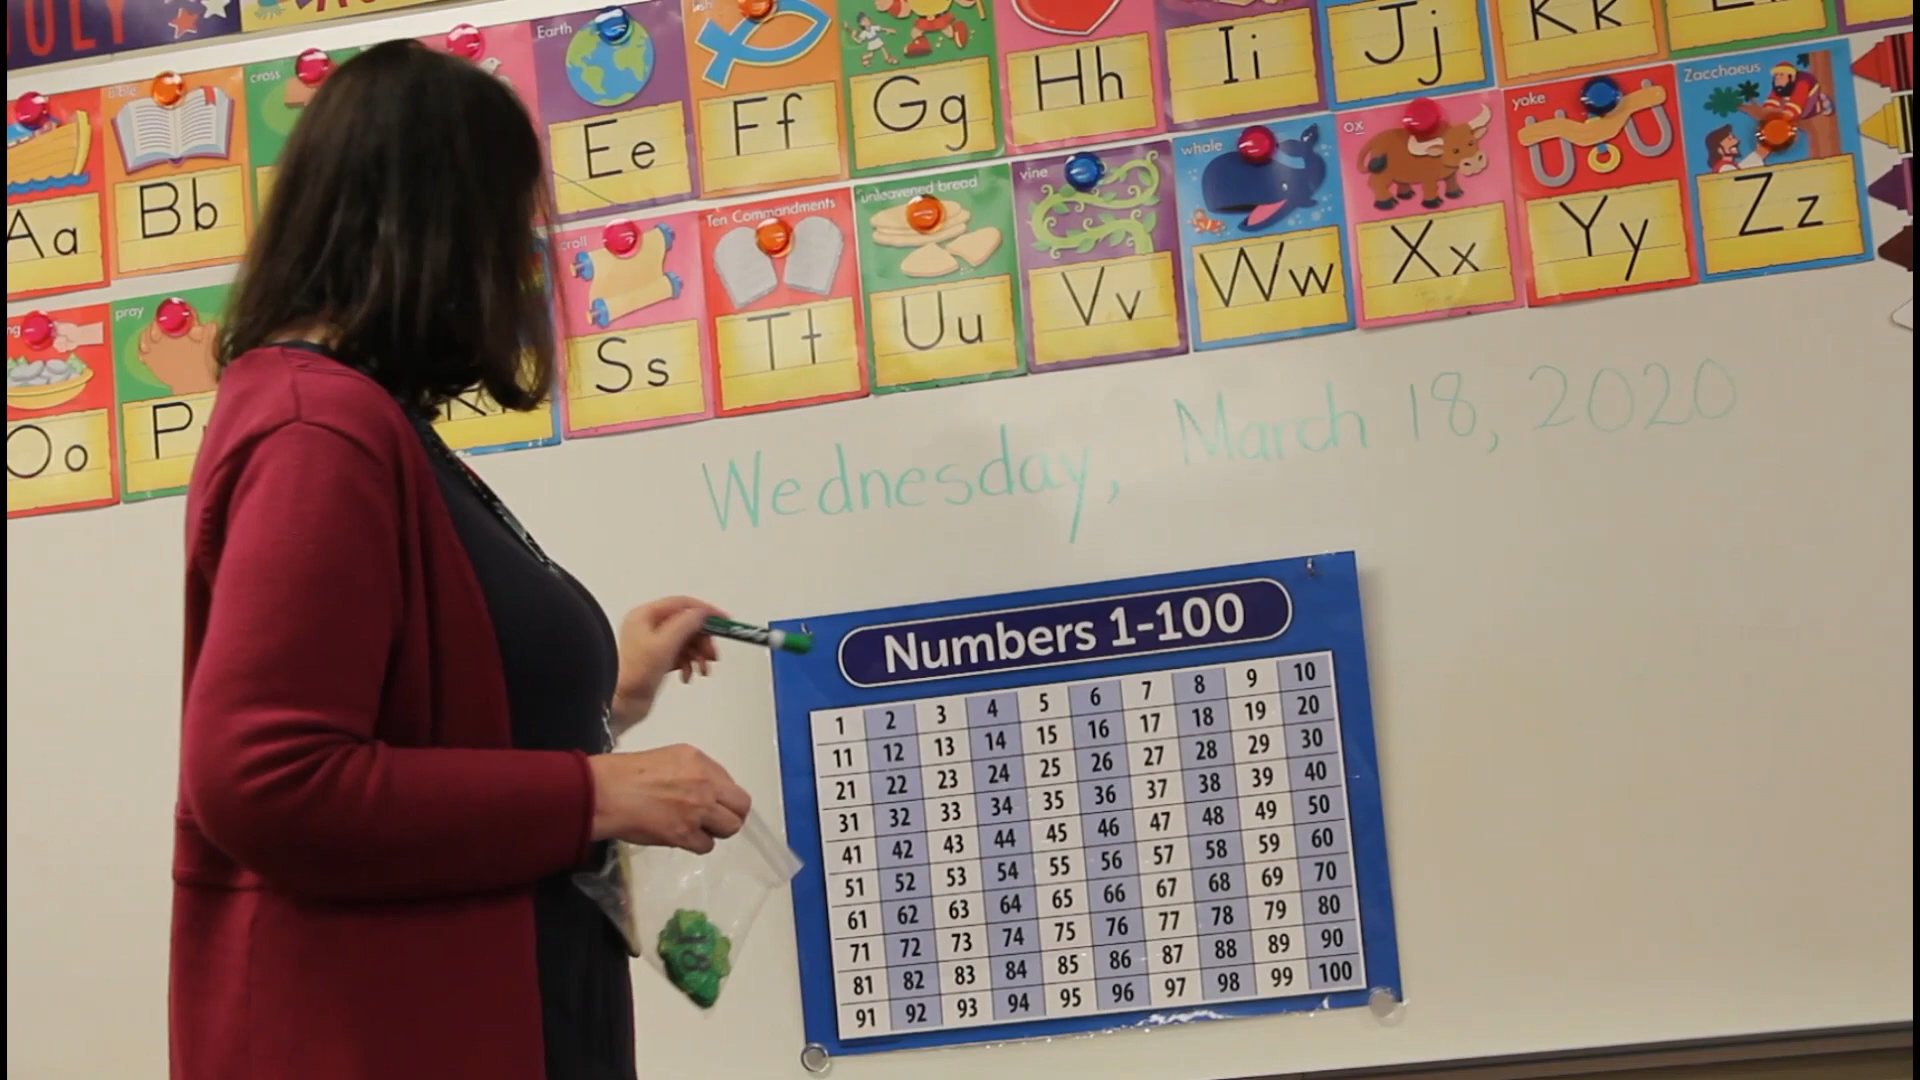 JULY
Bible
cross
Earth
Aa
Bb
Ee
Ff
Gg
Hh
Ii
Jj
Kk
pray
scroll
Ten Commandments
unleavened bread
vine
whale
ox
yoke
Zacchaeus
Oo
P
Ss
Tt
Uu
Vv
Ww
Xx
Yy
Zz
Wednesday, March 18, 2020
Numbers 1-100
1 2 3 4 5 6 7 8 9 10
11 12 13 14 15 16 17 18 19 20
21 22 23 24 25 26 27 28 29 30
31 32 33 34 35 36 37 38 39 40
41 42 43 44 45 46 47 48 49 50
51 52 53 54 55 56 57 58 59 60
61 62 63 64 65 66 67 68 69 70
71 72 73 74 75 76 77 78 79 80
81 82 83 84 85 86 87 88 89 90
91 92 93 94 95 96 97 98 99 100
18